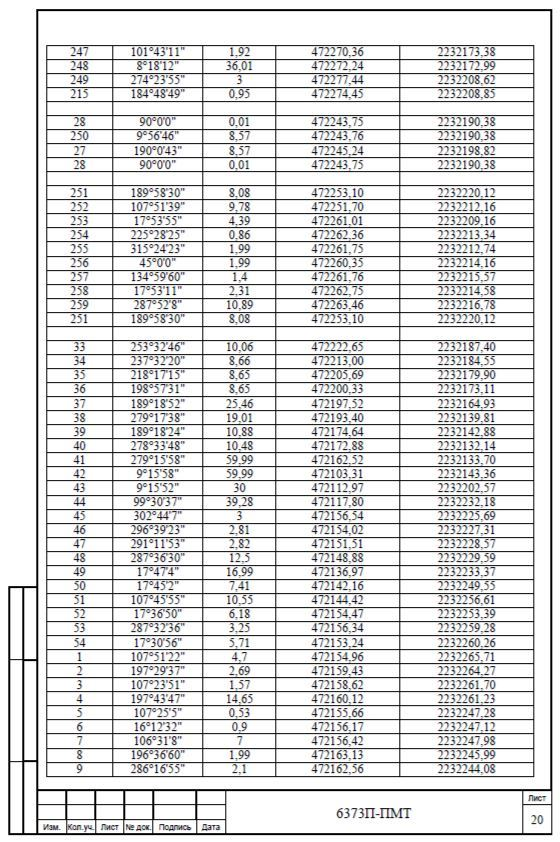 247 101°43'11" 1,92 472270,36 2232173,38
248 8°18'12" 36,01 472272,24 2232172,99
249 274°23'55" 3 472277,44 2232208,62
215 184°48'49" 0,95 472274,45 2232208,85
28 90°0'0" 0,01 472243,75 2232190,38
250 9°56'46" 8,57 472243,76 2232190,38
27 190°0'43" 8,57 472245,24 2232198,82
28 90°0'0" 0,01 472243,75 2232190,38
251 189°58'30" 8,08 472253,10 2232220,12
252 107°51'39" 9,78 472251,70 2232212,16
253 17°53'55" 4,39 472261,01 2232209,16
254 225°28'25" 0,86 472262,36 2232213,34
255 315°24'23" 1,99 472261,75 2232212,74
256 45°0'0" 1,99 472260,35 2232214,16
257 134°59'60" 1,4 472261,76 2232215,57
258 17°53'11" 2,31 472262,75 2232214,58
259 287°52'8" 10,89 472263,46 2232216,78
251 189°58'30" 8,08 472253,10 2232220,12
33 253°32'46" 10,06 472222,65 2232187,40
34 237°32'20" 8,66 472213,00 2232184,55
35 218°17'15" 8,65 472205,69 2232179,90
36 198°57'31" 8,65 472200,33 2232173,11
37 189°18'52" 25,46 472197,52 2232164,93
38 279°17'38" 19,01 472193,40 2232139,81
39 189°18'24" 10,88 472174,64 2232142,88
40 278°33'48" 10,48 472172,88 2232132,14
41 279°15'58" 59,99 472162,52 2232133,70
42 9°15'58" 59,99 472103,31 2232143,36
43 9°15'52" 30 472112,97 2232202,57
44 99°30'37" 39,28 472117,80 2232232,18
45 302°44'7" 3 472156,54 2232225,69
46 296°39'23" 2,81 472154,02 2232227,31
47 291°11'53" 2,82 472151,51 2232228,57
48 287°36'30" 12,5 472148,88 2232229,59
49 17°47'4" 16,99 472136,97 2232233,37
50 17°45'2" 7,41 472142,16 2232249,55
51 107°45'55" 10,55 472144,42 2232256,61
52 17°36'50" 6,18 472154,47 2232253,39
53 287°32'36" 3,25 472156,34 2232259,28
54 17°30'56" 5,71 472153,24 2232260,26
1 107°51'22" 4,7 472154,96 2232265,71
2 197°29'37" 2,69 472159,43 2232264,27
3 107°23'51" 1,57 472158,62 2232261,70
4 197°43'47" 14,65 472160,12 2232261,23
5 107°25'5" 0,53 472155,66 2232247,28
6 16°12'32" 0,9 472156,17 2232247,12
7 106°31'8" 7 472156,42 2232247,98
8 196°36'60" 1,99 472163,13 2232245,99
9 286°16'55" 2,1 472162,56 2232244,08
6373П-ПМТ
Лист
20
Изм. Кол.уч. Лист № док. Подпись Дата